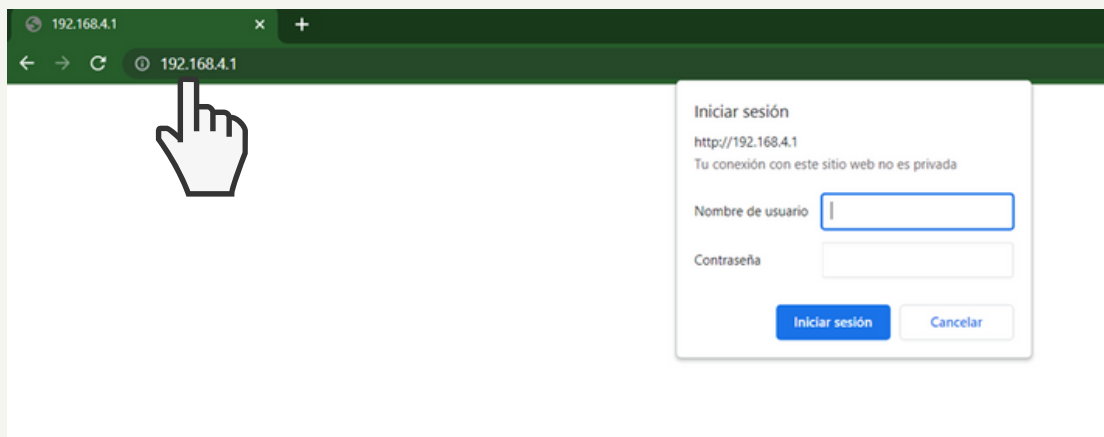 192.168.4.1
192.168.4.1
Iniciar sesión
http://192.168.4.1
Tu conexión con este sitio web no es privada
Nombre de usuario
Contraseña
Iniciar sesión Cancelar